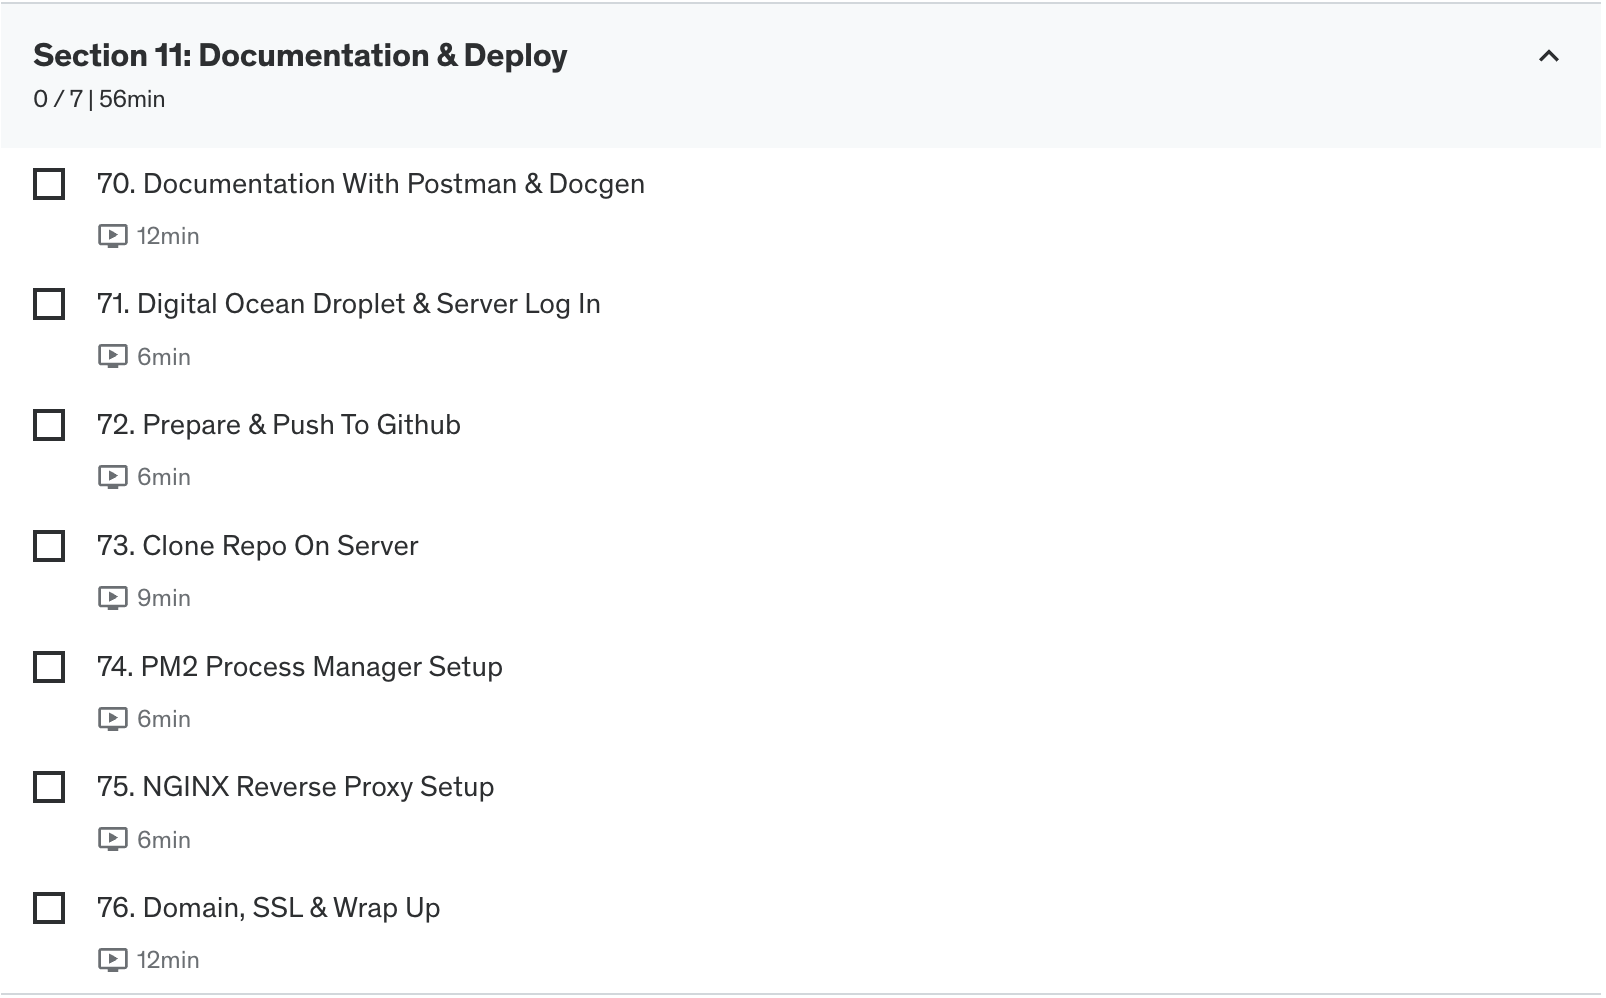 Section 11: Documentation & Deploy
0 / 7 | 56min
70. Documentation With Postman & Docgen
12min
71. Digital Ocean Droplet & Server Log In
6min
72. Prepare & Push To Github
6min
73. Clone Repo On Server
9min
74. PM2 Process Manager Setup
6min
75. NGINX Reverse Proxy Setup
6min
76. Domain, SSL & Wrap Up
12min